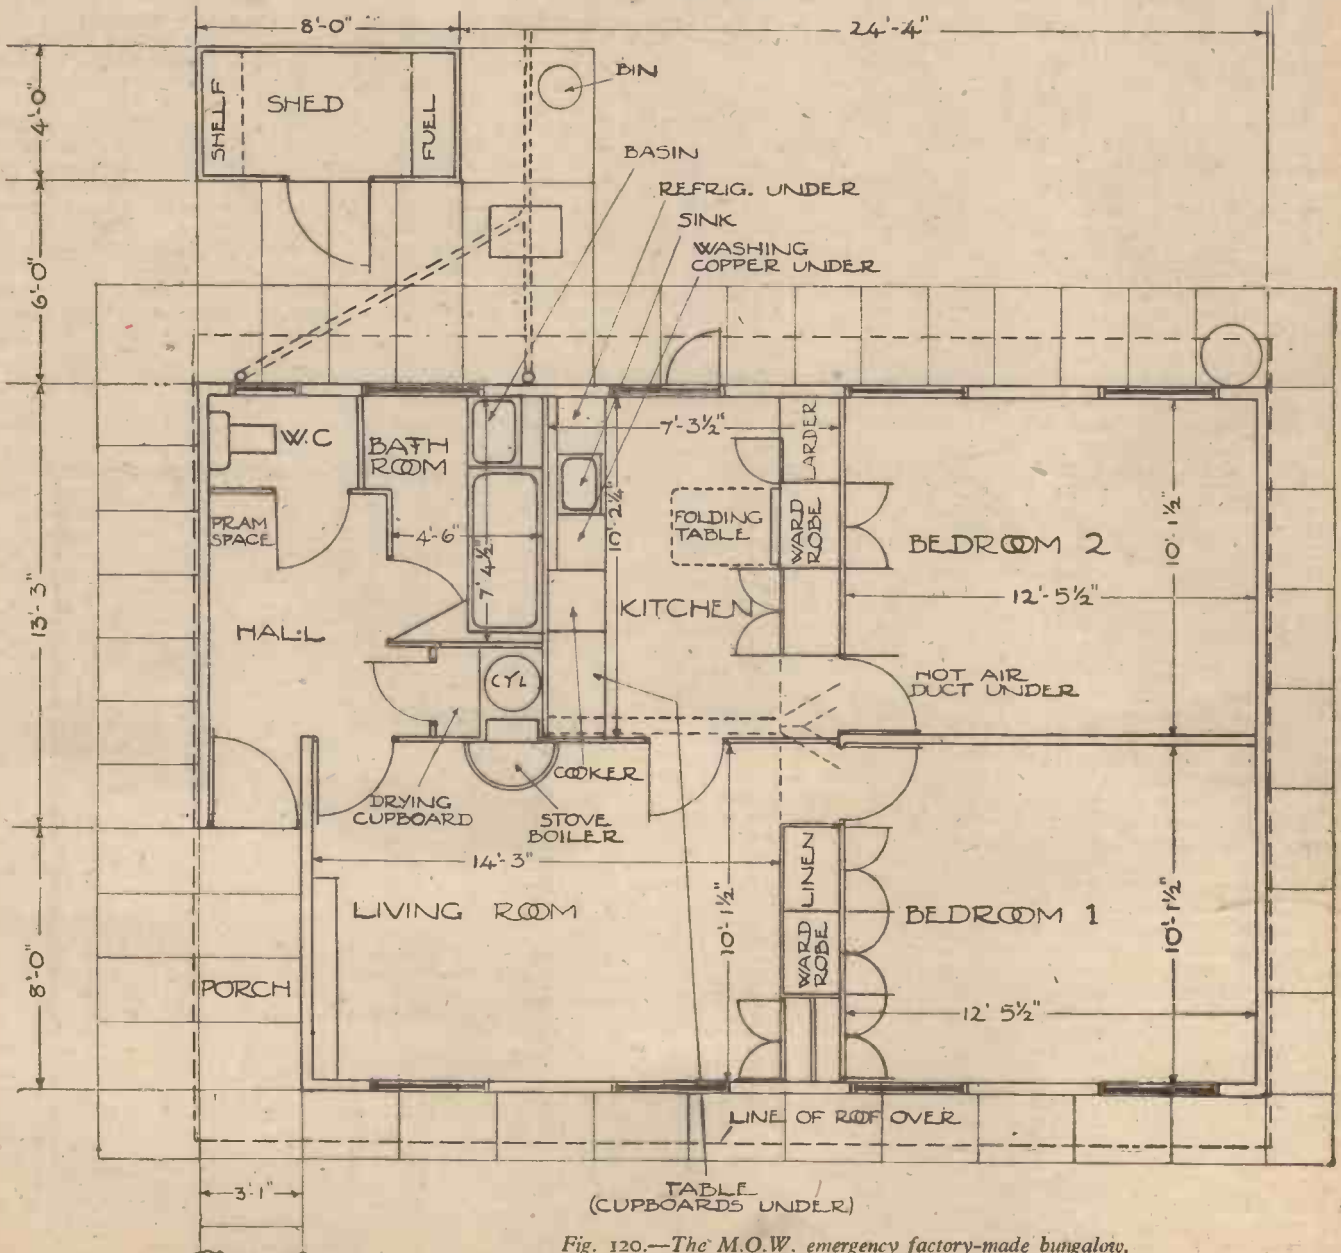 8'-0"
24'-4"
4'-0"
SHELF
SHED
FUEL
BIN
BASIN
REFRIG. UNDER
SINK
WASHING
COPPER UNDER
6'-0"
W.C
BATH
ROOM
7'-3½"
LARDER
PRAM
SPACE
4'-6"
7' 4½"
10'-2¼"
FOLDING
TABLE
WARD
ROBE
BEDROOM 2
10'-1½"
12'-5½"
13'-3"
HALL
KITCHEN
CYL
HOT AIR
DUCT UNDER
COOKER
DRYING
CUPBOARD
STOVE
BOILER
14'-3"
LINEN
LIVING ROOM
10'-1½"
WARD
ROBE
BEDROOM 1
10'-1½"
12' 5½"
8'-0"
PORCH
LINE OF ROOF OVER
3'1"
TABLE
(CUPBOARDS UNDER)
Fig. 120.—The M.O.W. emergency factory-made bungalow.